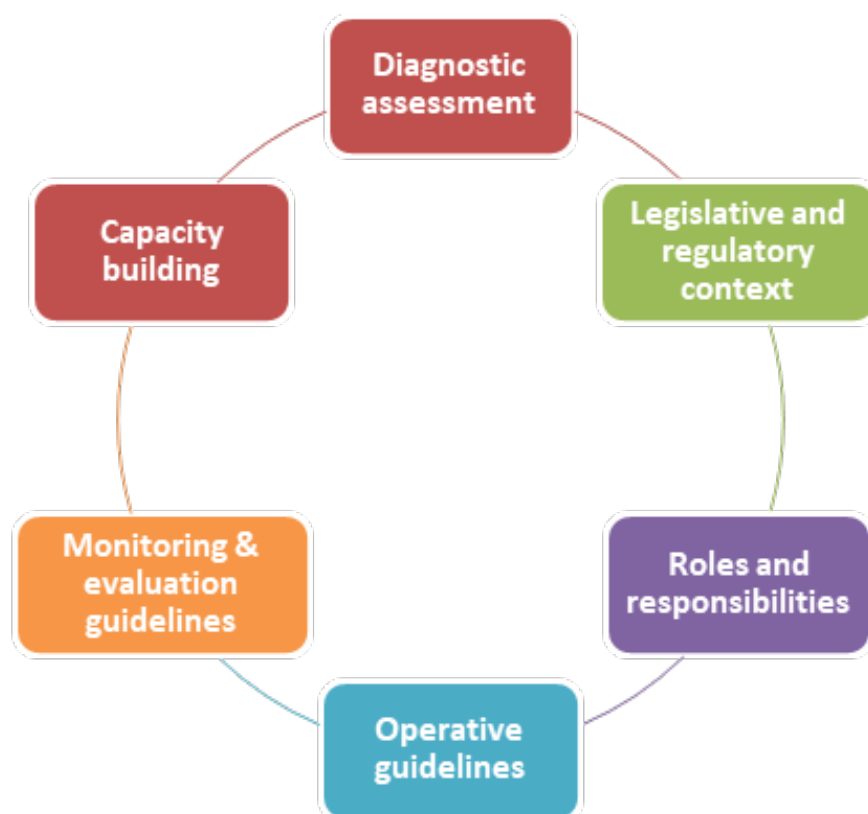 Diagnostic
assessment
Legislative and
regulatory
context
Roles and
responsibilities
Operative
guidelines
Monitoring &
evaluation
guidelines
Capacity
building